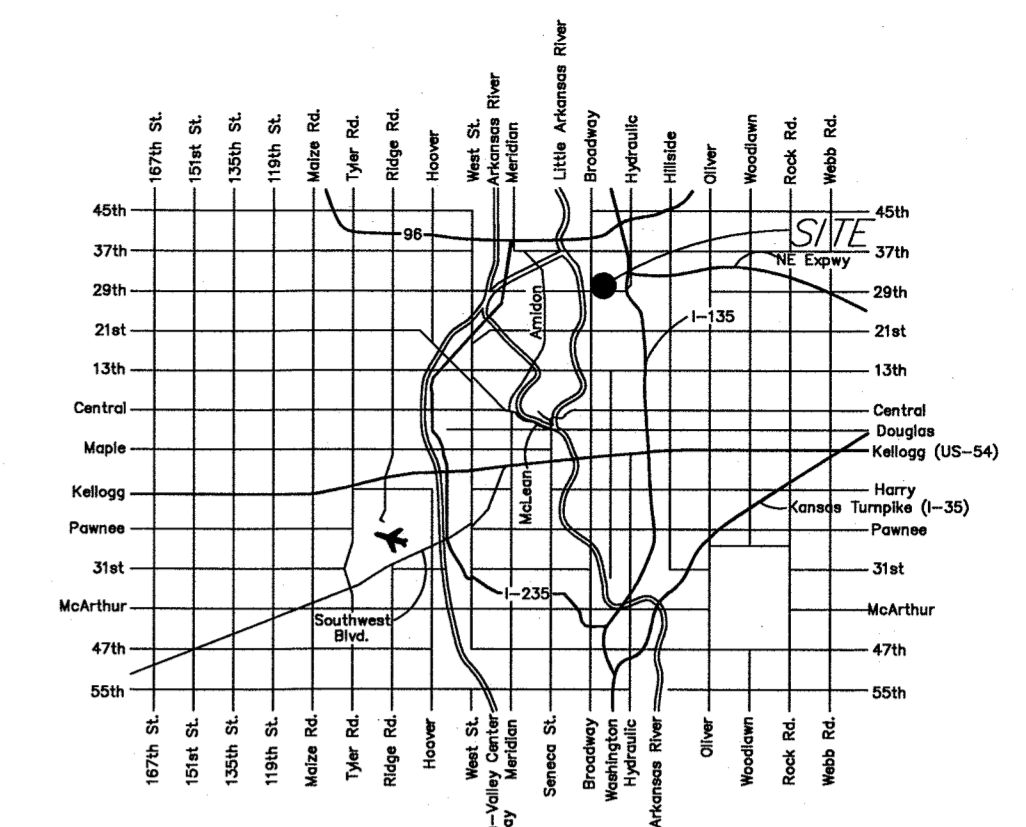 167th St.
151st St.
135th St.
119th St.
Maize Rd.
Tyler Rd.
Ridge Rd.
Hoover
West St.
Arkansas River
Meridian
Little Arkansas River
Broadway
Hydraulic
Hillside
Oliver
Woodlawn
Rock Rd.
Webb Rd.
45th
45th
96
SITE
37th
37th
NE Expwy
29th
29th
Amidon
I-135
21st
21st
13th
13th
Central
Central
Douglas
Maple
Kellogg (US-54)
McLean
Kellogg
Harry
Kansas Turnpike (I-35)
Pawnee
Pawnee
31st
31st
I-235
McArthur
McArthur
Southwest
Blvd.
47th
47th
55th
55th
167th St.
151st St.
135th St.
119th St.
Maize Rd.
Tyler Rd.
Ridge Rd.
Hoover
West St.
-Valley Center
ay
Meridian
Seneca St.
Broadway
Washington
Hydraulic
Arkansas River
Oliver
Woodlawn
Rock Rd.
Webb Rd.